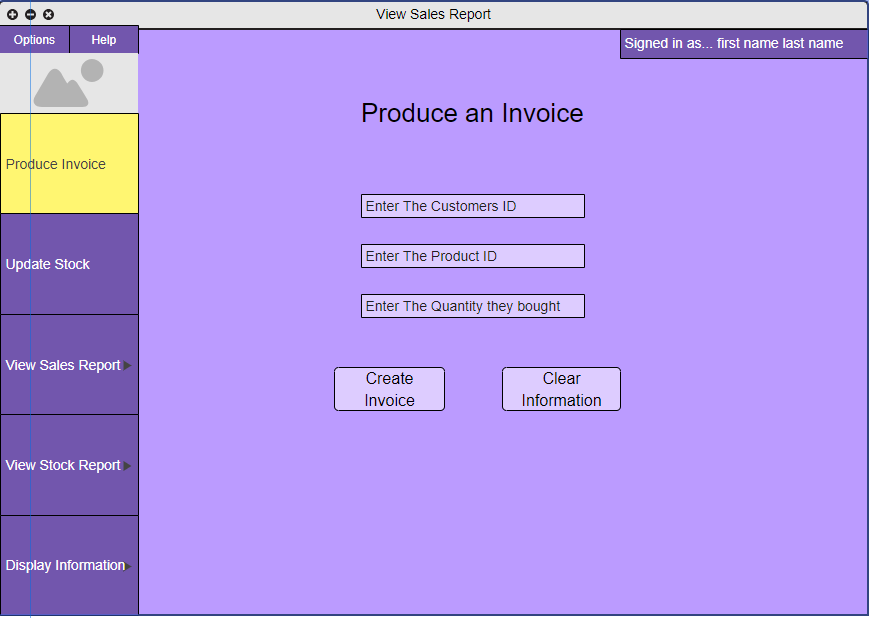 View Sales Report
Options
Help
Signed in as... first name last name
Produce Invoice
Update Stock
View Sales Report
View Stock Report
Display Information
Produce an Invoice
Enter The Customers ID
Enter The Product ID
Enter The Quantity they bought
Create
Invoice
Clear
Information